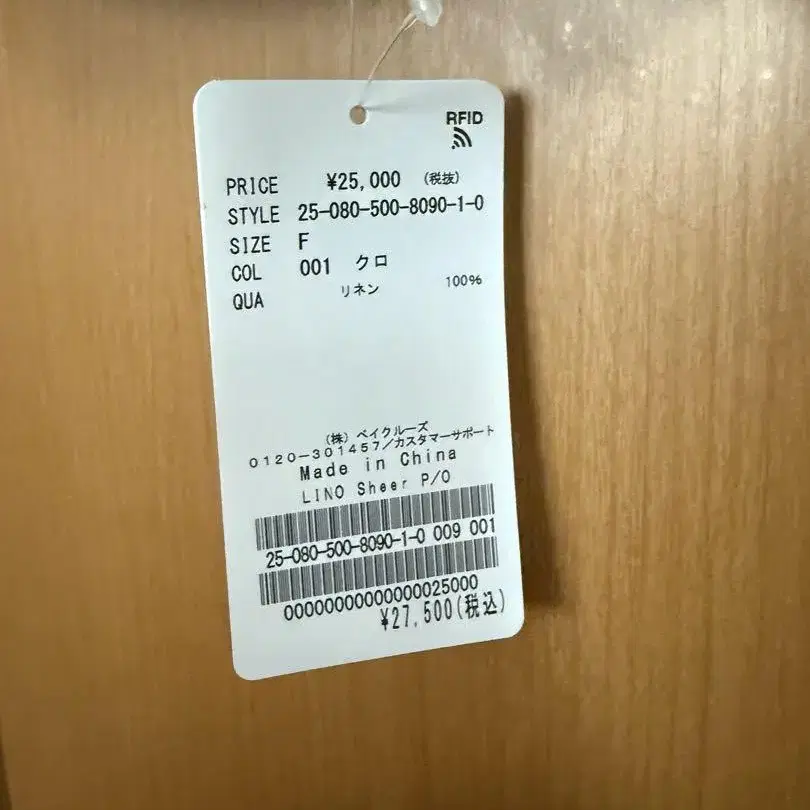 RFID
PRICE ¥25,000 (税抜)
STYLE 25-080-500-8090-1-0
SIZE F
COL 001 クロ
QUA リネン 100%
(株) ベイクルーズ
0120-301457/カスタマーサポート
Made in China
LINO Sheer P/O
25-080-500-8090-1-0 009 001
00000000000000025000
¥27,500(税込)